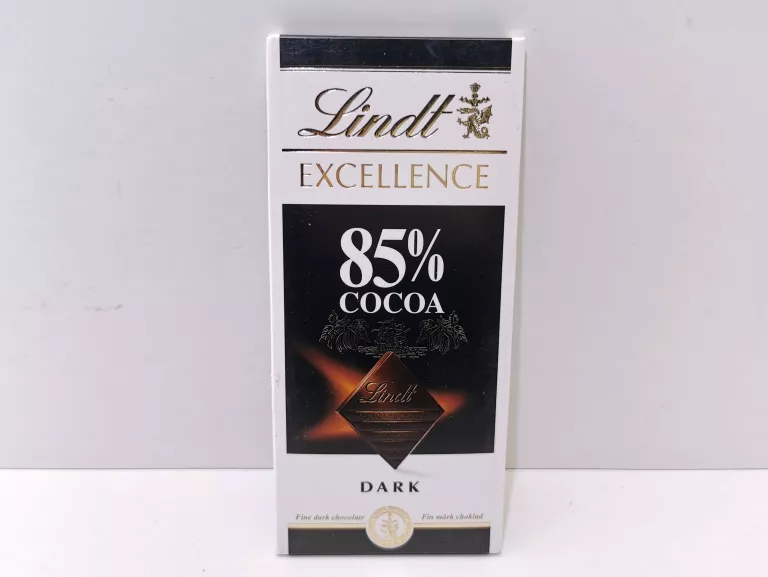 Lindt
EXCELLENCE
85%
COCOA
Lindt
DARK
Fine dark chocolate Fin mörk choklad